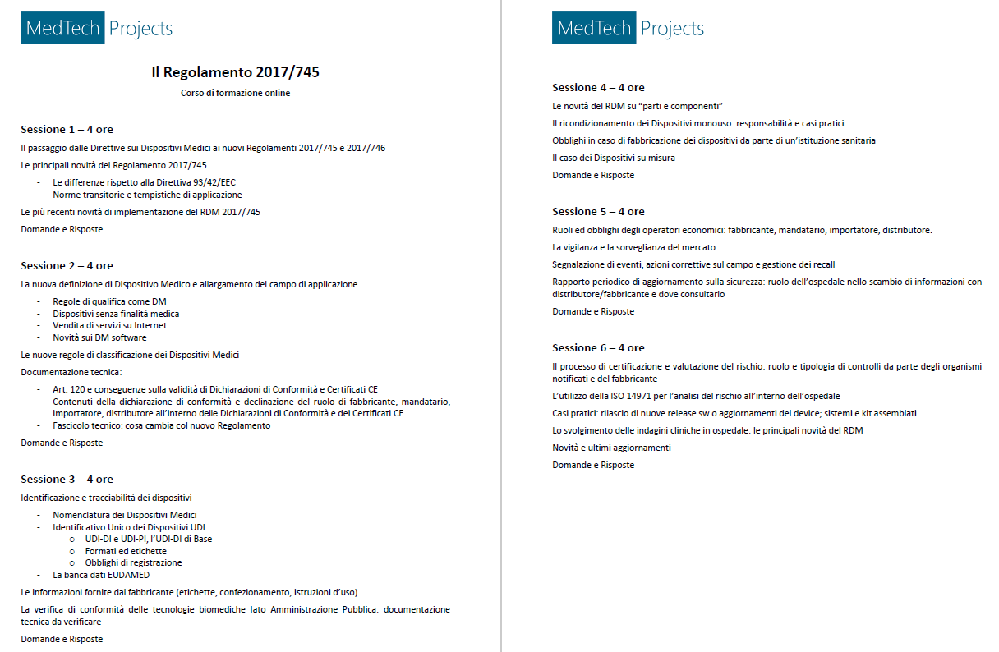 MedTech Projects
Il Regolamento 2017/745
Corso di formazione online
Sessione 1 – 4 ore
Il passaggio dalle Direttive sui Dispositivi Medici ai nuovi Regolamenti 2017/745 e 2017/746
Le principali novità del Regolamento 2017/745
- Le differenze rispetto alla Direttiva 93/42/EEC
- Norme transitorie e tempistiche di applicazione
Le più recenti novità di implementazione del RDM 2017/745
Domande e Risposte
Sessione 2 – 4 ore
La nuova definizione di Dispositivo Medico e allargamento del campo di applicazione
- Regole di qualifica come DM
- Dispositivi senza finalità medica
- Vendita di servizi su Internet
- Novità sui DM software
Le nuove regole di classificazione dei Dispositivi Medici
Documentazione tecnica:
- Art. 120 e conseguenze sulla validità di Dichiarazioni di Conformità e Certificati CE
- Contenuti della dichiarazione di conformità e declinazione del ruolo di fabbricante, mandatario,
importatore, distributore all’interno delle Dichiarazioni di Conformità e dei Certificati CE
- Fascicolo tecnico: cosa cambia col nuovo Regolamento
Domande e Risposte
Sessione 3 – 4 ore
Identificazione e tracciabilità dei dispositivi
- Nomenclatura dei Dispositivi Medici
- Identificativo Unico dei Dispositivi UDI
o UDI-DI e UDI-PI, l’UDI-DI di Base
o Formati ed etichette
o Obblighi di registrazione
- La banca dati EUDAMED
Le informazioni fornite dal fabbricante (etichette, confezionamento, istruzioni d’uso)
La verifica di conformità delle tecnologie biomediche lato Amministrazione Pubblica: documentazione
tecnica da verificare
Domande e Risposte
MedTech Projects
Sessione 4 – 4 ore
Le novità del RDM su “parti e componenti”
Il ricondizionamento dei Dispositivi monouso: responsabilità e casi pratici
Obblighi in caso di fabbricazione dei dispositivi da parte di un’istituzione sanitaria
Il caso dei Dispositivi su misura
Domande e Risposte
Sessione 5 – 4 ore
Ruoli ed obblighi degli operatori economici: fabbricante, mandatario, importatore, distributore.
La vigilanza e la sorveglianza del mercato.
Segnalazione di eventi, azioni correttive sul campo e gestione dei recall
Rapporto periodico di aggiornamento sulla sicurezza: ruolo dell’ospedale nello scambio di informazioni con
distributore/fabbricante e dove consultarlo
Domande e Risposte
Sessione 6 – 4 ore
Il processo di certificazione e valutazione del rischio: ruolo e tipologia di controlli da parte degli organismi
notificati e del fabbricante
L’utilizzo della ISO 14971 per l’analisi del rischio all’interno dell’ospedale
Casi pratici: rilascio di nuove release sw o aggiornamenti del device; sistemi e kit assemblati
Lo svolgimento delle indagini cliniche in ospedale: le principali novità del RDM
Novità e ultimi aggiornamenti
Domande e Risposte